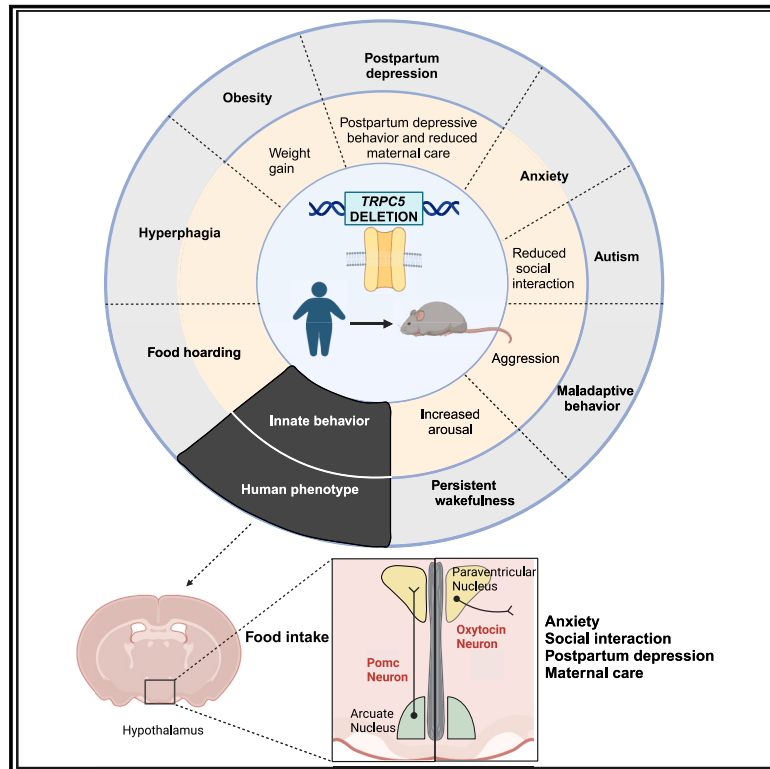 Postpartum
depression
Obesity
Postpartum depressive
behavior and reduced
maternal care
Weight
gain
Anxiety
TRPC5
DELETION
Hyperphagia
Reduced
social
interaction
Autism
Food hoarding
Aggression
Maladaptive
behavior
Increased
arousal
Innate behavior
Human phenotype
Persistent
wakefulness
Paraventricular
Nucleus
Food intake
Oxytocin
Neuron
Anxiety
Social interaction
Postpartum depression
Maternal care
Pomc
Neuron
Arcuate
Nucleus
Hypothalamus